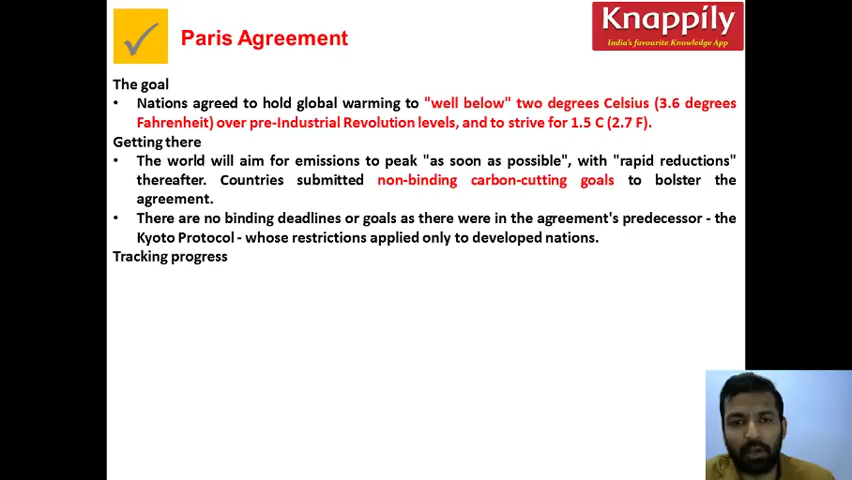 Paris Agreement
Knappily
India's favourite Knowledge App
The goal
• Nations agreed to hold global warming to "well below" two degrees Celsius (3.6 degrees
Fahrenheit) over pre-Industrial Revolution levels, and to strive for 1.5 C (2.7 F).
Getting there
• The world will aim for emissions to peak "as soon as possible", with "rapid reductions"
thereafter. Countries submitted non-binding carbon-cutting goals to bolster the
agreement.
• There are no binding deadlines or goals as there were in the agreement's predecessor - the
Kyoto Protocol - whose restrictions applied only to developed nations.
Tracking progress